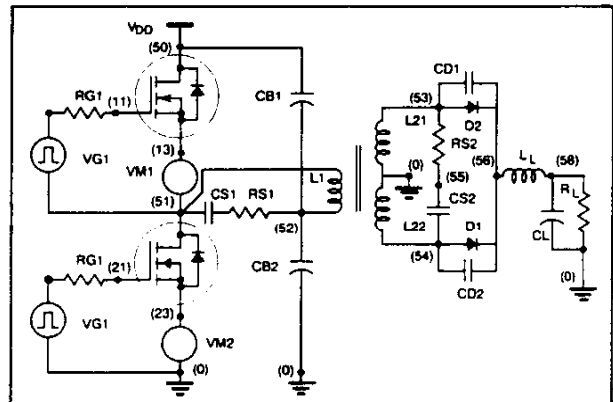 VDD
(50)
CD1
RG1
(11)
CB1
(53)
D2
L21
RS2
VG1
(13)
VM1
L1
(0)
(56)
LL
(58)
(51)
CS1
RS1
(55)
CS2
RL
(52)
L22
D1
CL
RG1
(21)
CB2
(54)
CD2
(0)
(23)
VG1
VM2
(0)
(0)